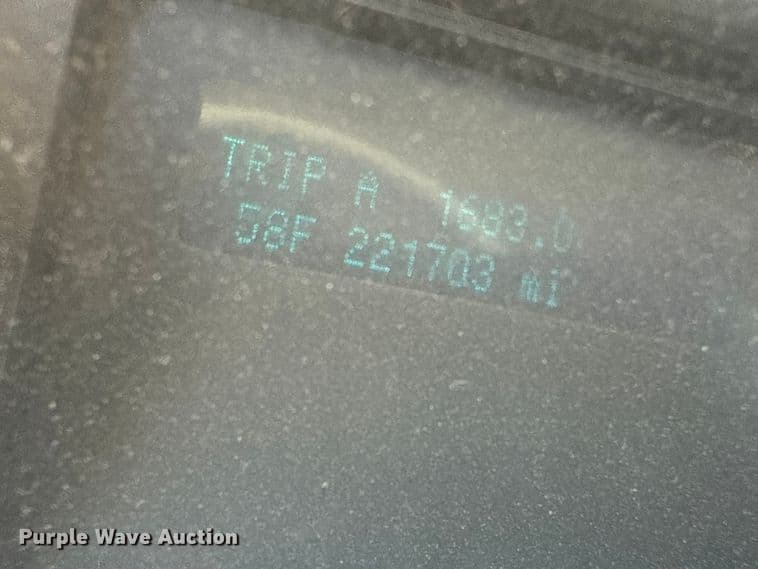 TRIP A 1683.0
58F 221703 mi
Purple Wave Auction